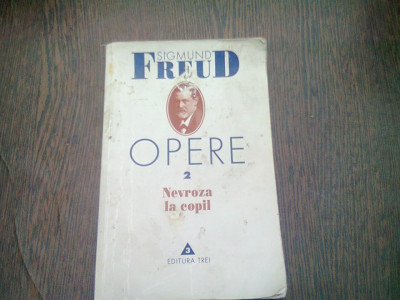 SIGMUND
FREUD
OPERE
2
Nevroza
la copil
3
EDITURA TREI